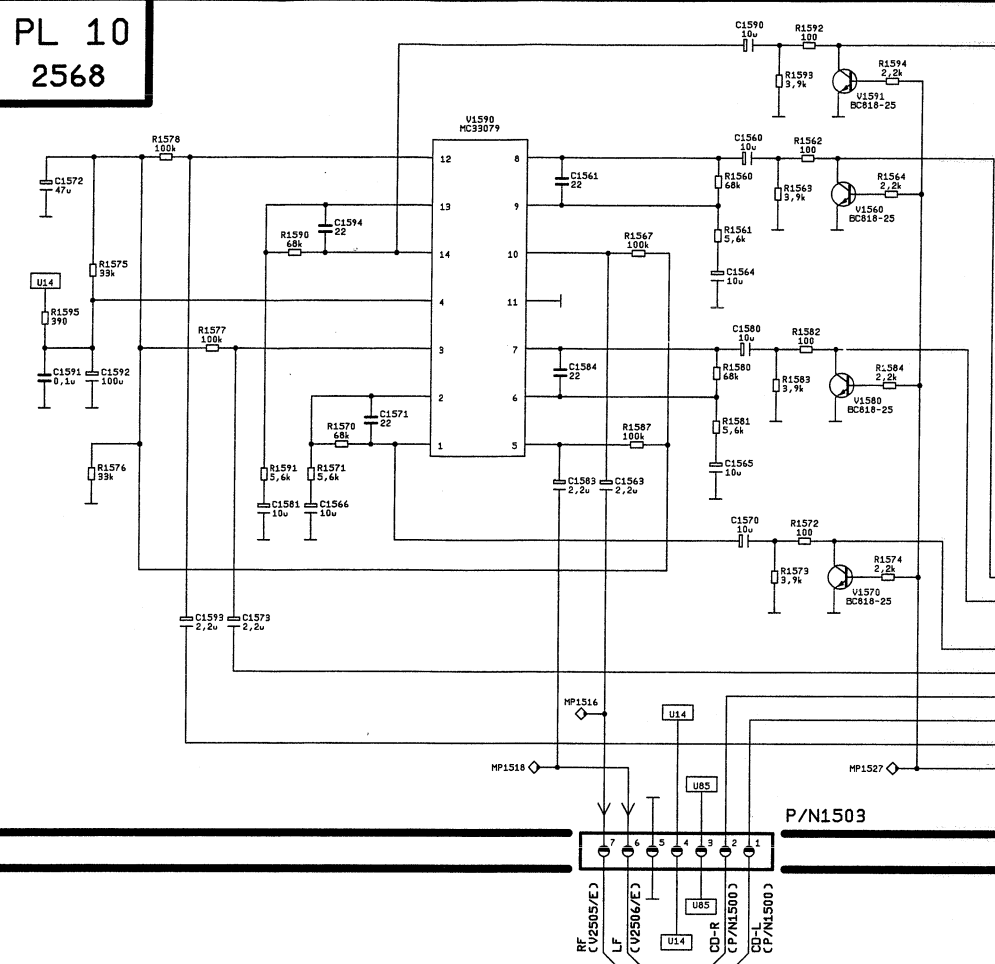 PL 10
2568
C1590
10u
R1592
100
R1593
3,9k
R1594
2,2k
V1591
BC818-25
V1590
MC33079
R1578
100k
C1572
47u
12
13
14
4
3
2
1
8
9
10
11
7
6
5
C1594
22
R1590
68k
C1561
22
C1560
10u
R1562
100
R1560
68k
R1563
3,9k
R1564
2,2k
V1560
BC818-25
R1561
5,6k
C1564
10u
R1567
100k
R1575
33k
U14
R1595
390
R1577
100k
C1591
0,1u
C1592
100u
C1571
22
R1570
68k
R1576
33k
R1591
5,6k
R1571
5,6k
C1581
10u
C1566
10u
C1584
22
C1580
10u
R1582
100
R1580
68k
R1583
3,9k
R1584
2,2k
V1580
BC818-25
R1581
5,6k
R1587
100k
C1565
10u
C1583
2,2u
C1563
2,2u
C1570
10u
R1572
100
R1573
3,9k
R1574
2,2k
V1570
BC818-25
C1593
2,2u
C1573
2,2u
MP1516
U14
MP1518
MP1527
U85
P/N1503
7
6
5
4
3
2
1
U85
U14
RF
(V2505/E)
LF
(V2506/E)
CD-R
(P/N1500)
CD-L
(P/N1500)